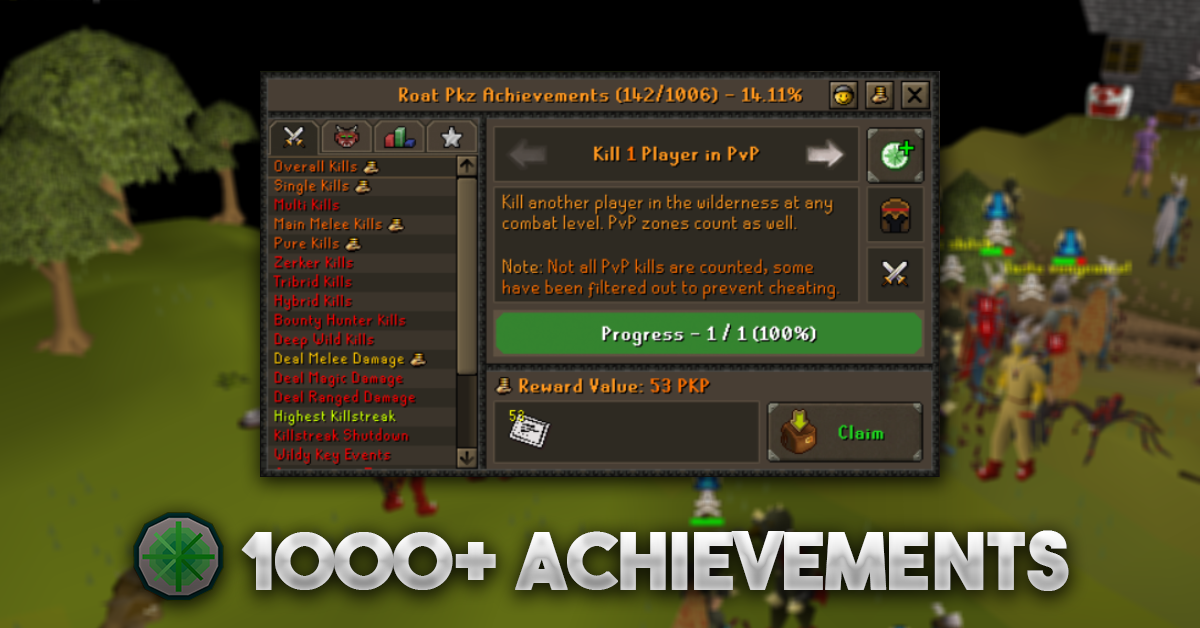 Roat Pkz Achievements (142/1006) - 14.11%
Overall Kills
Single Kills
Multi Kills
Main Melee Kills
Pure Kills
Zerker Kills
Tribrid Kills
Hybrid Kills
Bounty Hunter Kills
Deep Wild Kills
Deal Melee Damage
Deal Magic Damage
Deal Ranged Damage
Highest Killstreak
Killstreak Shutdown
Wildy Key Events
Kill 1 Player in PvP
Kill another player in the wilderness at any
combat level. PvP zones count as well.
Note: Not all PvP kills are counted, some
have been filtered out to prevent cheating.
Progress - 1 / 1 (100%)
Reward Value: 53 PKP
53
Claim
1000+ ACHIEVEMENTS